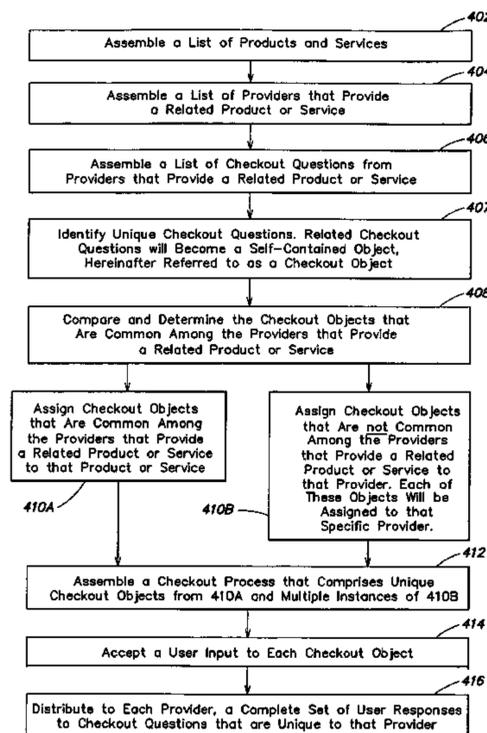 402
Assemble a List of Products and Services
404
Assemble a List of Providers that Provide
a Related Product or Service
406
Assemble a List of Checkout Questions from
Providers that Provide a Related Product or Service
407
Identify Unique Checkout Questions. Related Checkout
Questions will Become a Self-Contained Object,
Hereinafter Referred to as a Checkout Object
408
Compare and Determine the Checkout Objects that
Are Common Among the Providers that Provide
a Related Product or Service
Assign Checkout Objects
that Are Common Among
the Providers that Provide
a Related Product or Service
to that Product or Service
410A
Assign Checkout Objects
that Are not Common
Among the Providers
that Provide a Related
Product or Service to
that Provider. Each of
These Objects Will be
Assigned to that
Specific Provider.
410B
412
Assemble a Checkout Process that Comprises Unique
Checkout Objects from 410A and Multiple Instances of 410B
414
Accept a User Input to Each Checkout Object
416
Distribute to Each Provider, a Complete Set of User Responses
to Checkout Questions that are Unique to that Provider